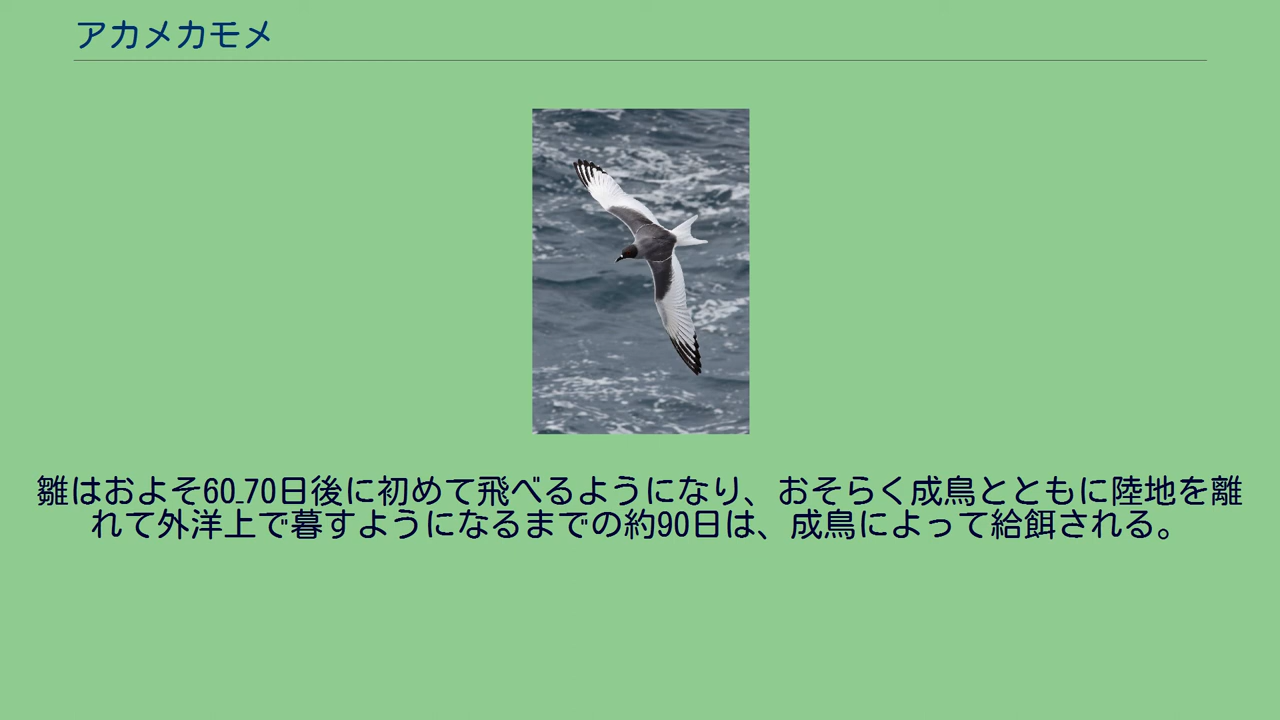 アカメカモメ
雛はおよそ60_70日後に初めて飛べるようになり、おそらく成鳥とともに陸地を離
れて外洋上で暮すようになるまでの約90日は、成鳥によって給餌される。